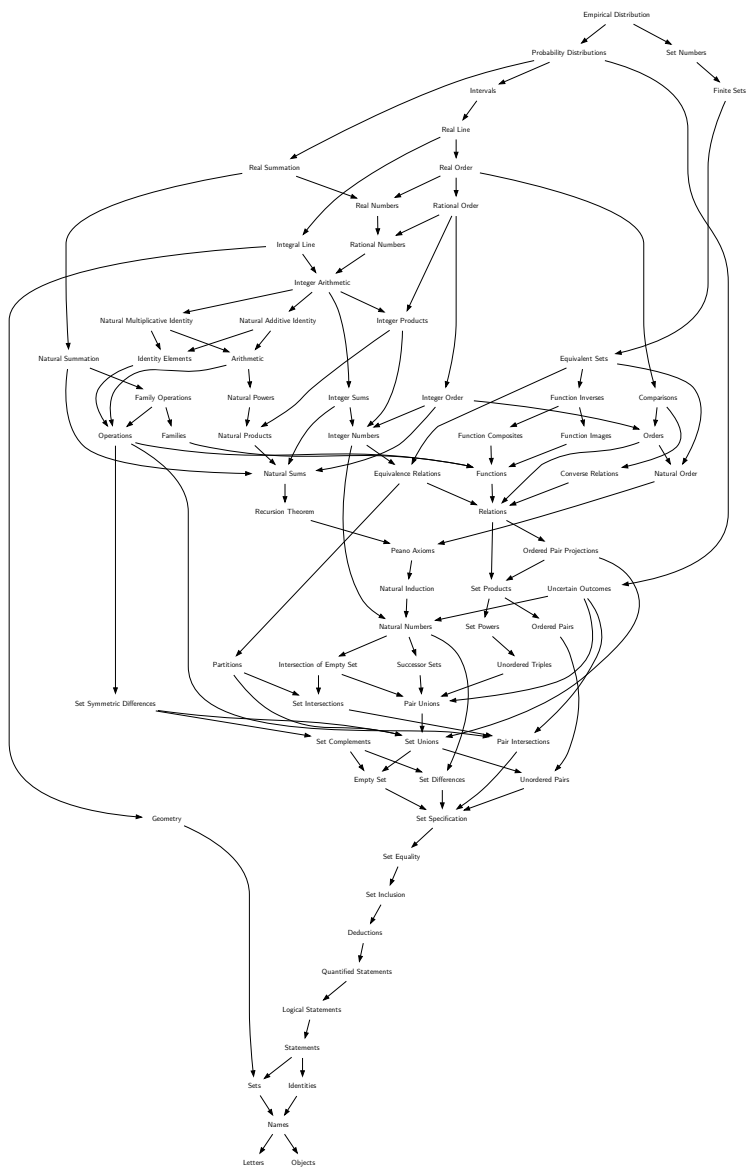 Empirical Distribution
Probability Distributions
Set Numbers
Intervals
Finite Sets
Real Line
Real Summation
Real Order
Real Numbers
Rational Order
Integral Line
Rational Numbers
Integer Arithmetic
Natural Multiplicative Identity
Natural Additive Identity
Integer Products
Natural Summation
Identity Elements
Arithmetic
Equivalent Sets
Family Operations
Natural Powers
Integer Sums
Integer Order
Function Inverses
Comparisons
Operations
Families
Natural Products
Integer Numbers
Function Composites
Function Images
Orders
Natural Sums
Equivalence Relations
Functions
Converse Relations
Natural Order
Recursion Theorem
Relations
Peano Axioms
Ordered Pair Projections
Natural Induction
Set Products
Uncertain Outcomes
Natural Numbers
Set Powers
Ordered Pairs
Partitions
Intersection of Empty Set
Successor Sets
Unordered Triples
Set Symmetric Differences
Set Intersections
Pair Unions
Set Complements
Set Unions
Pair Intersections
Empty Set
Set Differences
Unordered Pairs
Geometry
Set Specification
Set Equality
Set Inclusion
Deductions
Quantified Statements
Logical Statements
Statements
Sets
Identities
Names
Letters
Objects